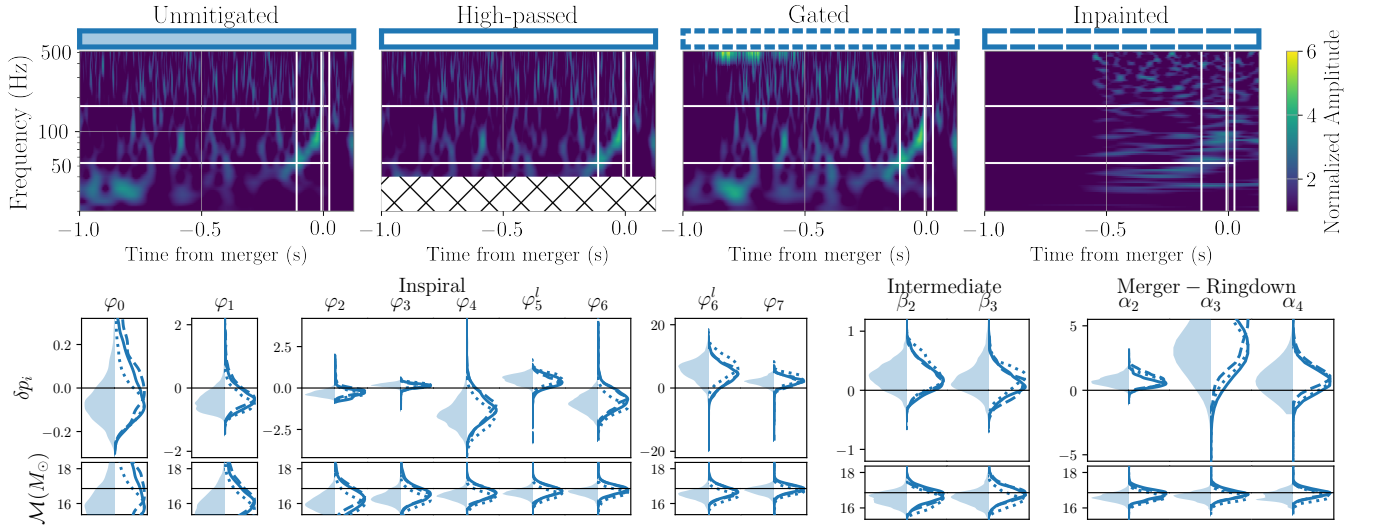 Unmitigated High-passed Gated Inpainted
Frequency (Hz)
500
100
50
−1.0 −0.5 0.0
Time from merger (s)
−1.0 −0.5 0.0
Time from merger (s)
−1.0 −0.5 0.0
Time from merger (s)
−1.0 −0.5 0.0
Time from merger (s)
6
4
2
Normalized Amplitude
Inspiral Intermediate Merger − Ringdown
φ₀ φ₁ φ₂ φ₃ φ₄ φ₅ˡ φ₆ φ₆ˡ φ₇ β₂ β₃ α₂ α₃ α₄
δpᵢ
0.2
0.0
−0.2
2
0
−2
2.5
0.0
−2.5
20
0
−20
1
0
−1
5
0
−5
ℳ(M⊙)
18
16
18
16
18
16
18
16
18
16
18
16